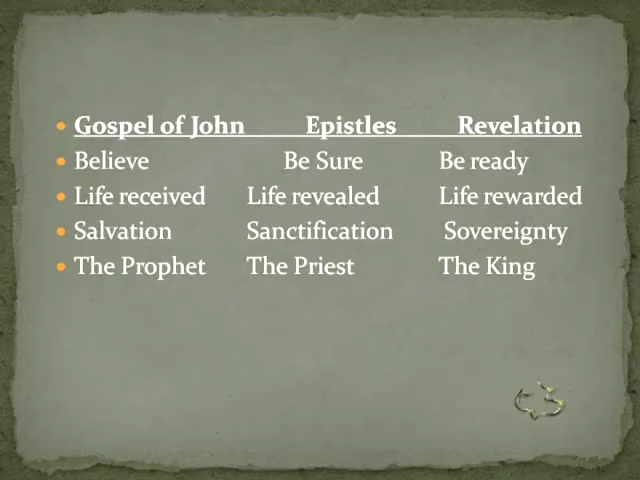 • Gospel of John Epistles Revelation
• Believe Be Sure Be ready
• Life received Life revealed Life rewarded
• Salvation Sanctification Sovereignty
• The Prophet The Priest The King